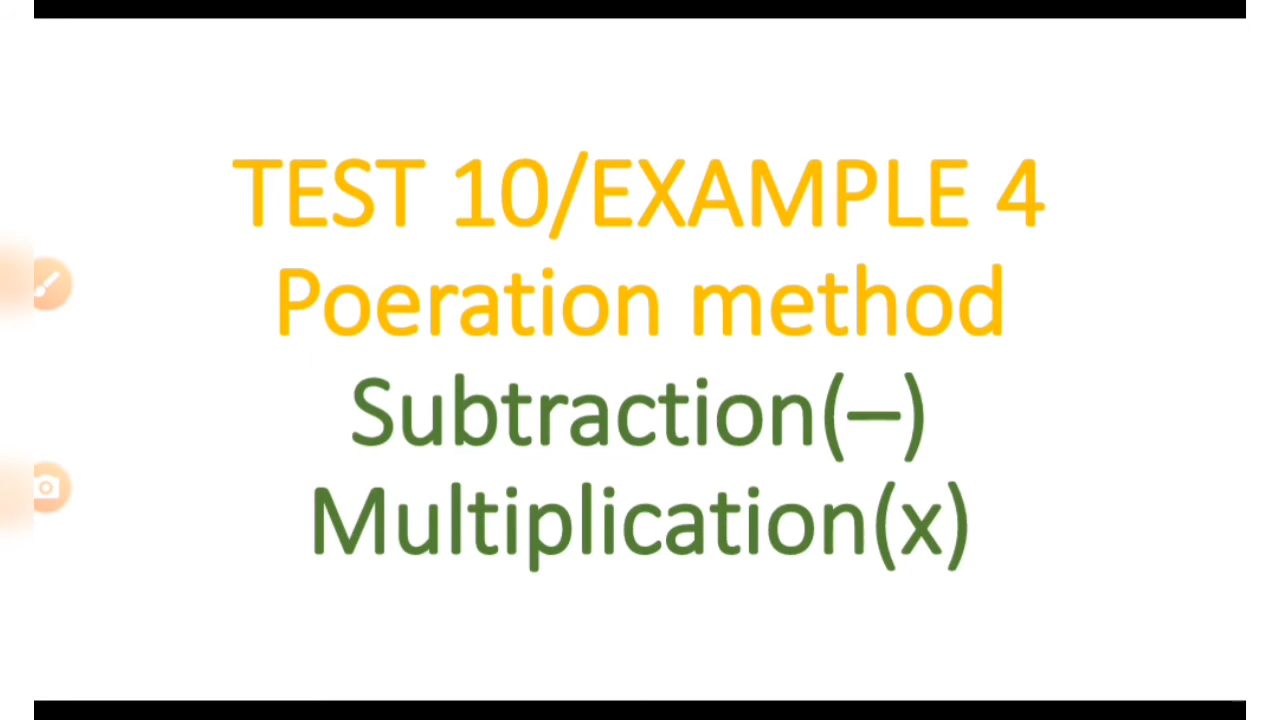 TEST 10/EXAMPLE 4
Poeration method
Subtraction(–)
Multiplication(x)